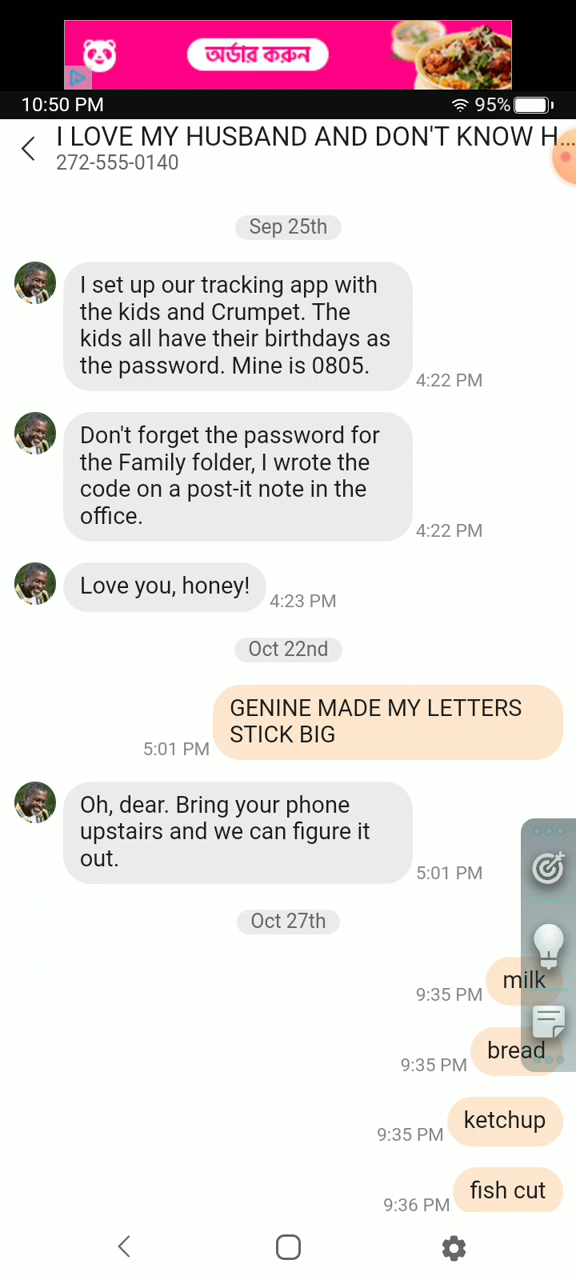 অর্ডার করুন
10:50 PM
95%
I LOVE MY HUSBAND AND DON'T KNOW H...
272-555-0140
Sep 25th
I set up our tracking app with
the kids and Crumpet. The
kids all have their birthdays as
the password. Mine is 0805.
4:22 PM
Don't forget the password for
the Family folder, I wrote the
code on a post-it note in the
office.
4:22 PM
Love you, honey!
4:23 PM
Oct 22nd
GENINE MADE MY LETTERS
STICK BIG
5:01 PM
Oh, dear. Bring your phone
upstairs and we can figure it
out.
5:01 PM
Oct 27th
milk
9:35 PM
bread
9:35 PM
ketchup
9:35 PM
fish cut
9:36 PM